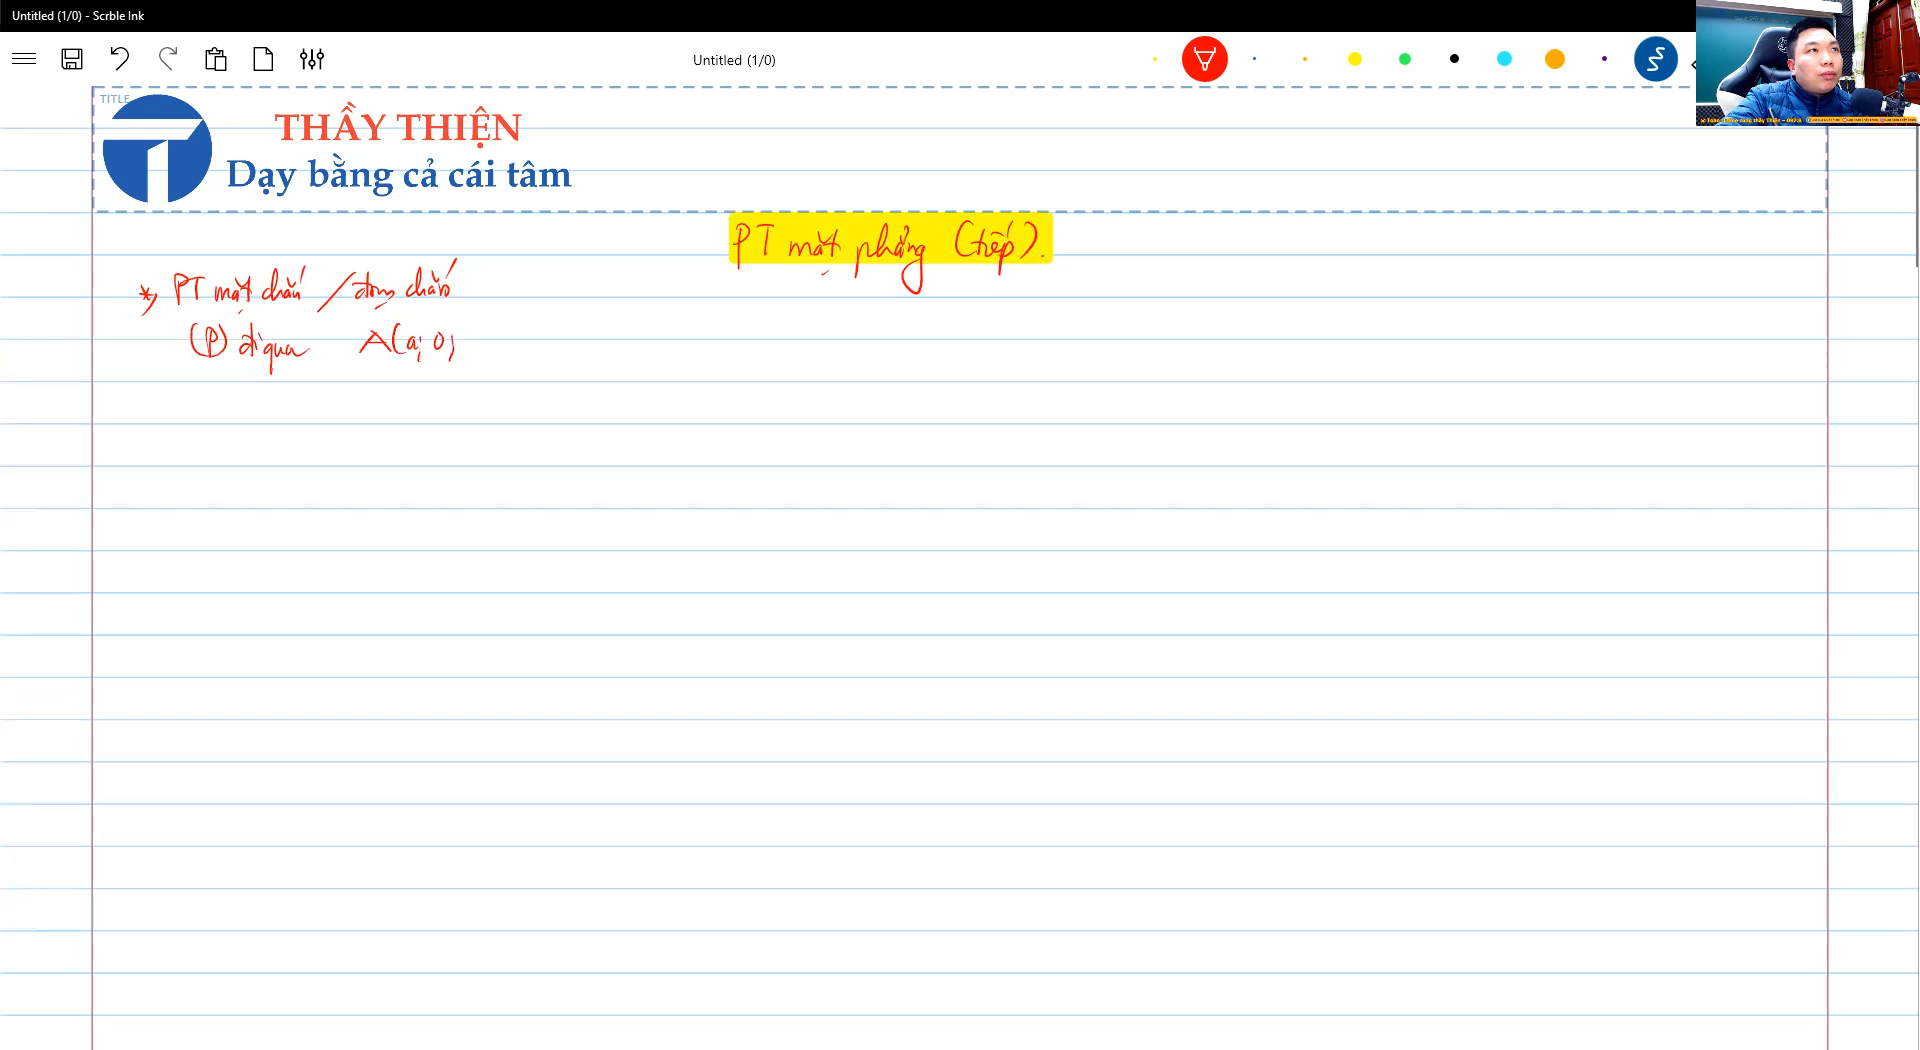 Untitled (1/0) - Scrble Ink
Untitled (1/0)
TITLE
THẦY THIỆN
Dạy bằng cả cái tâm
PT mặt phẳng (tiếp).
*, PT mặt chắn / đoạn chắn
(P) đi qua A(a; 0;